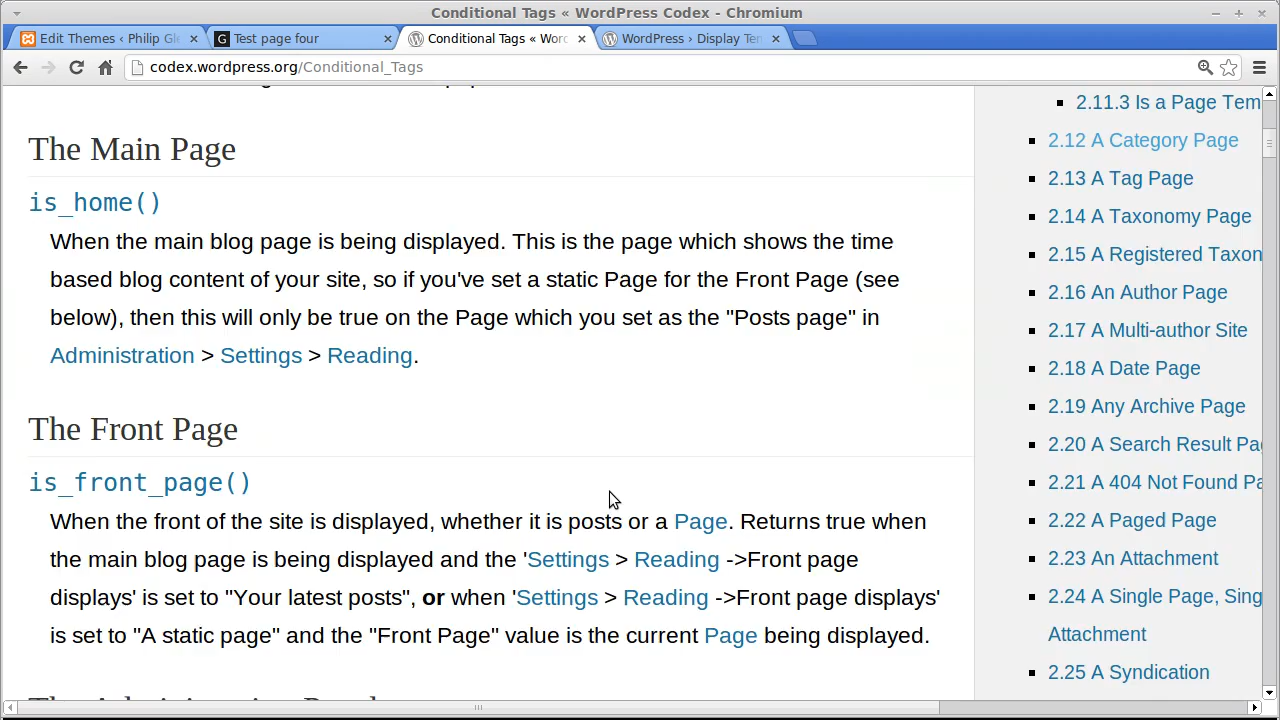 Conditional Tags « WordPress Codex - Chromium
Edit Themes ‹ Philip Gle
Test page four
Conditional Tags « Word
WordPress › Display Tem
codex.wordpress.org/Conditional_Tags
The Main Page
is_home()
When the main blog page is being displayed. This is the page which shows the time
based blog content of your site, so if you've set a static Page for the Front Page (see
below), then this will only be true on the Page which you set as the "Posts page" in
Administration > Settings > Reading.
The Front Page
is_front_page()
When the front of the site is displayed, whether it is posts or a Page. Returns true when
the main blog page is being displayed and the 'Settings > Reading ->Front page
displays' is set to "Your latest posts", or when 'Settings > Reading ->Front page displays'
is set to "A static page" and the "Front Page" value is the current Page being displayed.
2.11.3 Is a Page Tem
2.12 A Category Page
2.13 A Tag Page
2.14 A Taxonomy Page
2.15 A Registered Taxon
2.16 An Author Page
2.17 A Multi-author Site
2.18 A Date Page
2.19 Any Archive Page
2.20 A Search Result Pa
2.21 A 404 Not Found Pa
2.22 A Paged Page
2.23 An Attachment
2.24 A Single Page, Sing
Attachment
2.25 A Syndication